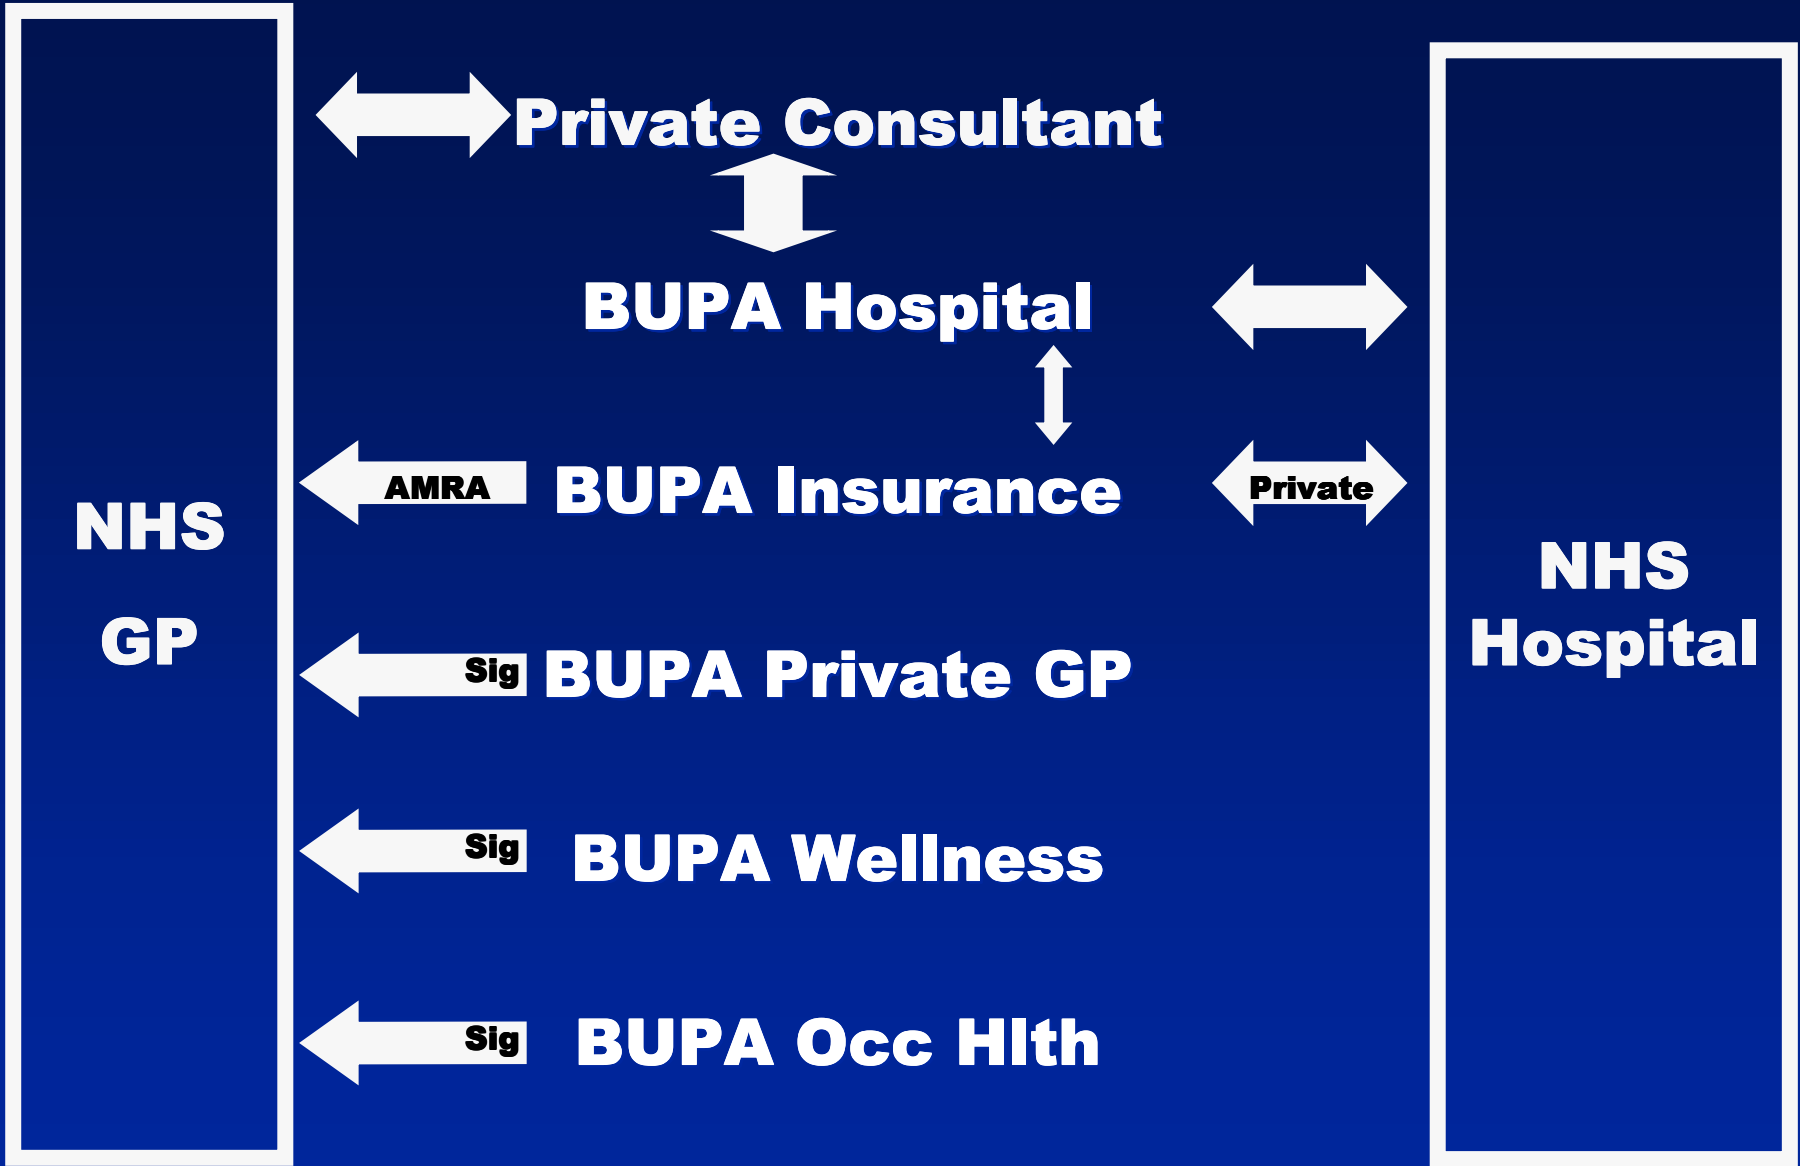 Private Consultant
BUPA Hospital
AMRA
BUPA Insurance
Private
NHS
GP
NHS
Hospital
Sig
BUPA Private GP
Sig
BUPA Wellness
Sig
BUPA Occ Hlth